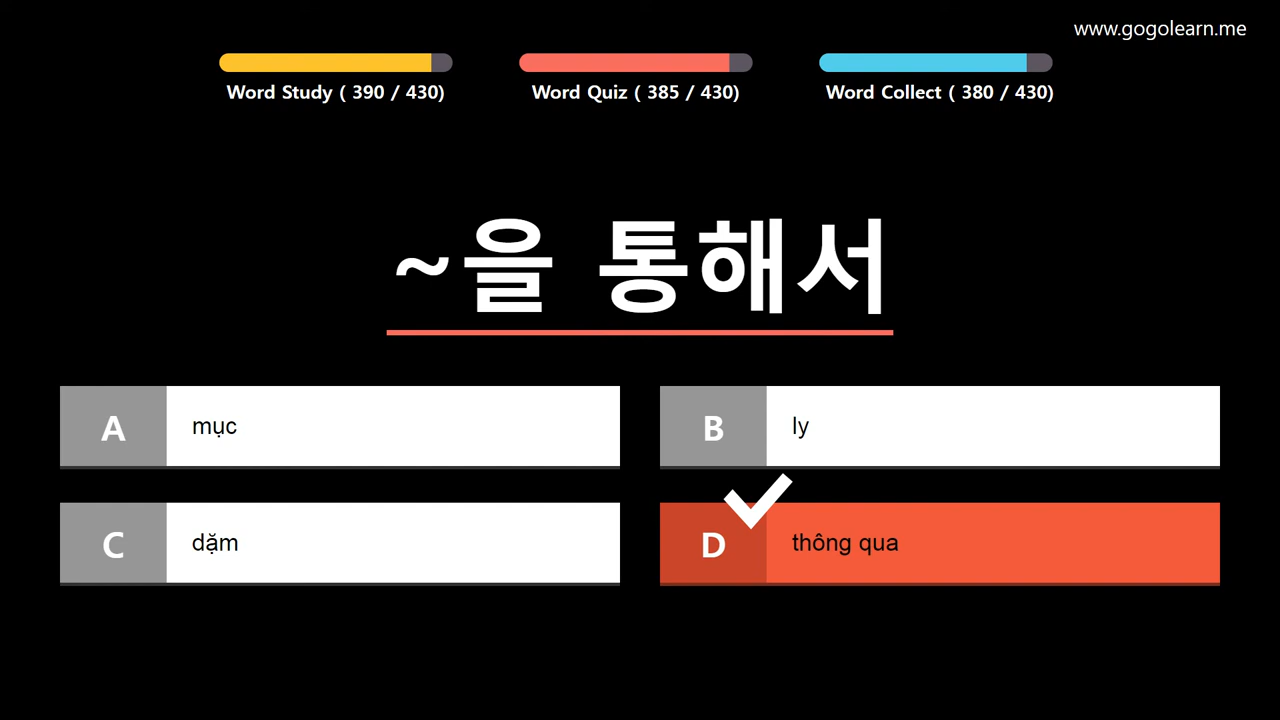 www.gogolearn.me
Word Study ( 390 / 430)
Word Quiz ( 385 / 430)
Word Collect ( 380 / 430)
~을 통해서
A mục
B ly
C dặm
D thông qua